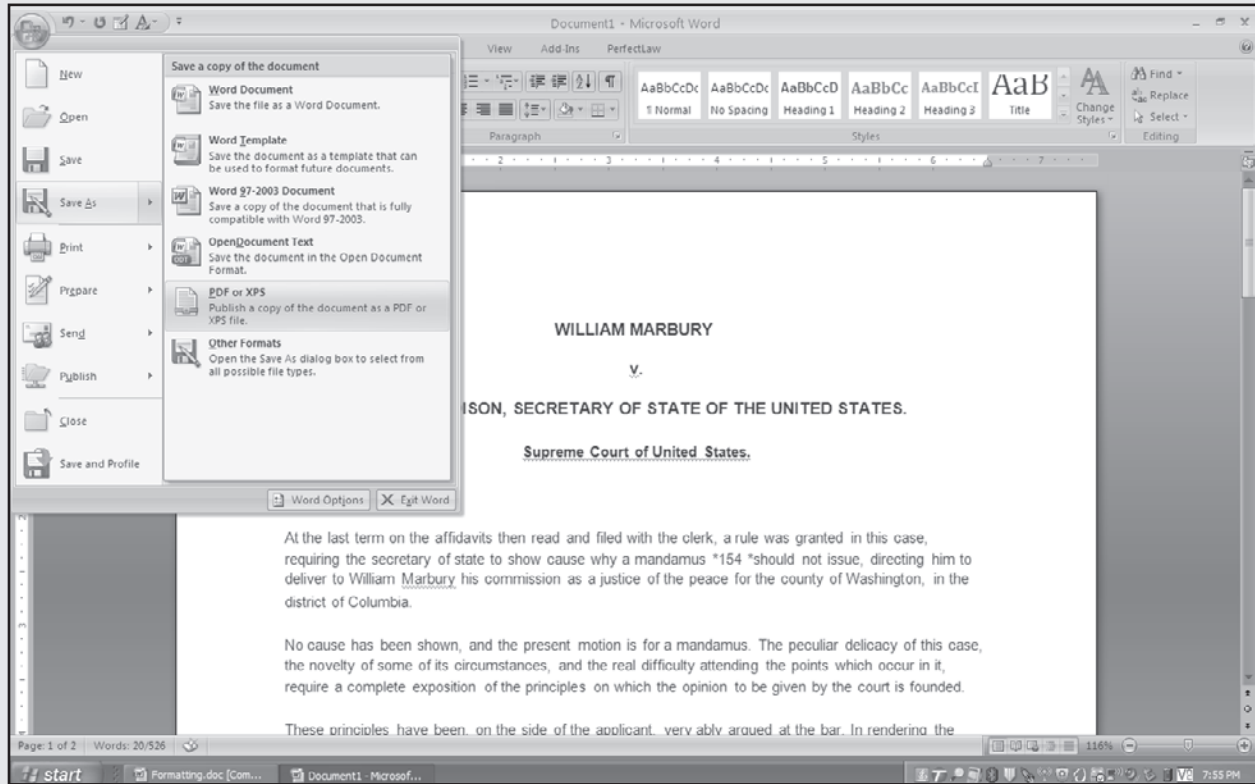 Document1 - Microsoft Word
View Add-Ins PerfectLaw
New
Open
Save
Save As
Print
Prepare
Send
Publish
Close
Save and Profile
Save a copy of the document
Word Document
Save the file as a Word Document.
Word Template
Save the document as a template that can
be used to format future documents.
Word 97-2003 Document
Save a copy of the document that is fully
compatible with Word 97-2003.
OpenDocument Text
Save the document in the Open Document
Format.
PDF or XPS
Publish a copy of the document as a PDF or
XPS file.
Other Formats
Open the Save As dialog box to select from
all possible file types.
Word Options Exit Word
Paragraph
AaBbCcDc AaBbCcDc AaBbCcD AaBbCc AaBbCcI AaB
¶ Normal No Spacing Heading 1 Heading 2 Heading 3 Title
Change
Styles
Styles
Find
Replace
Select
Editing
2 3 4 5 6 7
WILLIAM MARBURY
v.
ISON, SECRETARY OF STATE OF THE UNITED STATES.
Supreme Court of United States.
At the last term on the affidavits then read and filed with the clerk, a rule was granted in this case,
requiring the secretary of state to show cause why a mandamus *154 *should not issue, directing him to
deliver to William Marbury his commission as a justice of the peace for the county of Washington, in the
district of Columbia.
No cause has been shown, and the present motion is for a mandamus. The peculiar delicacy of this case,
the novelty of some of its circumstances, and the real difficulty attending the points which occur in it,
require a complete exposition of the principles on which the opinion to be given by the court is founded.
These principles have been, on the side of the applicant, very ably argued at the bar. In rendering the
Page: 1 of 2 Words: 20/526
116%
start Formatting.doc [Com... Document1 - Microsof... 7:55 PM